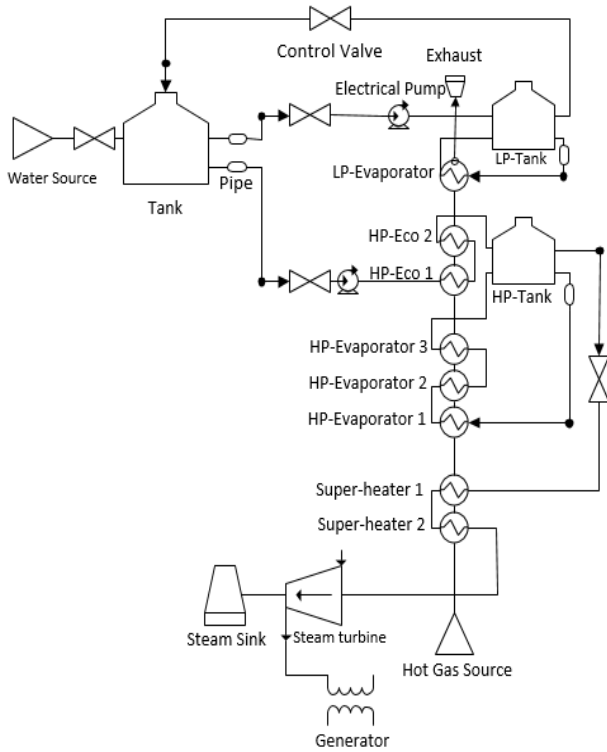 Control Valve
Exhaust
Electrical Pump
Water Source
Tank
Pipe
LP-Tank
LP-Evaporator
HP-Eco 2
HP-Eco 1
HP-Tank
HP-Evaporator 3
HP-Evaporator 2
HP-Evaporator 1
Super-heater 1
Super-heater 2
Steam Sink
Steam turbine
Hot Gas Source
Generator